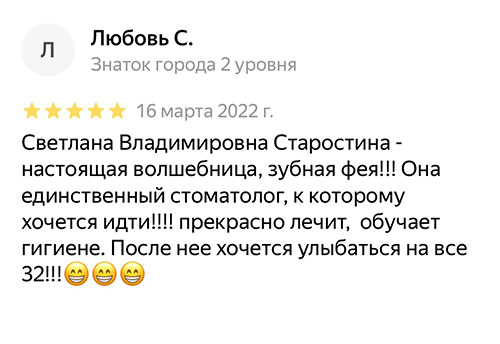 Л
Любовь С.
Знаток города 2 уровня
16 марта 2022 г.
Светлана Владимировна Старостина -
настоящая волшебница, зубная фея!!! Она
единственный стоматолог, к которому
хочется идти!!!! прекрасно лечит,  обучает
гигиене. После нее хочется улыбаться на все
32!!!😁😁😁